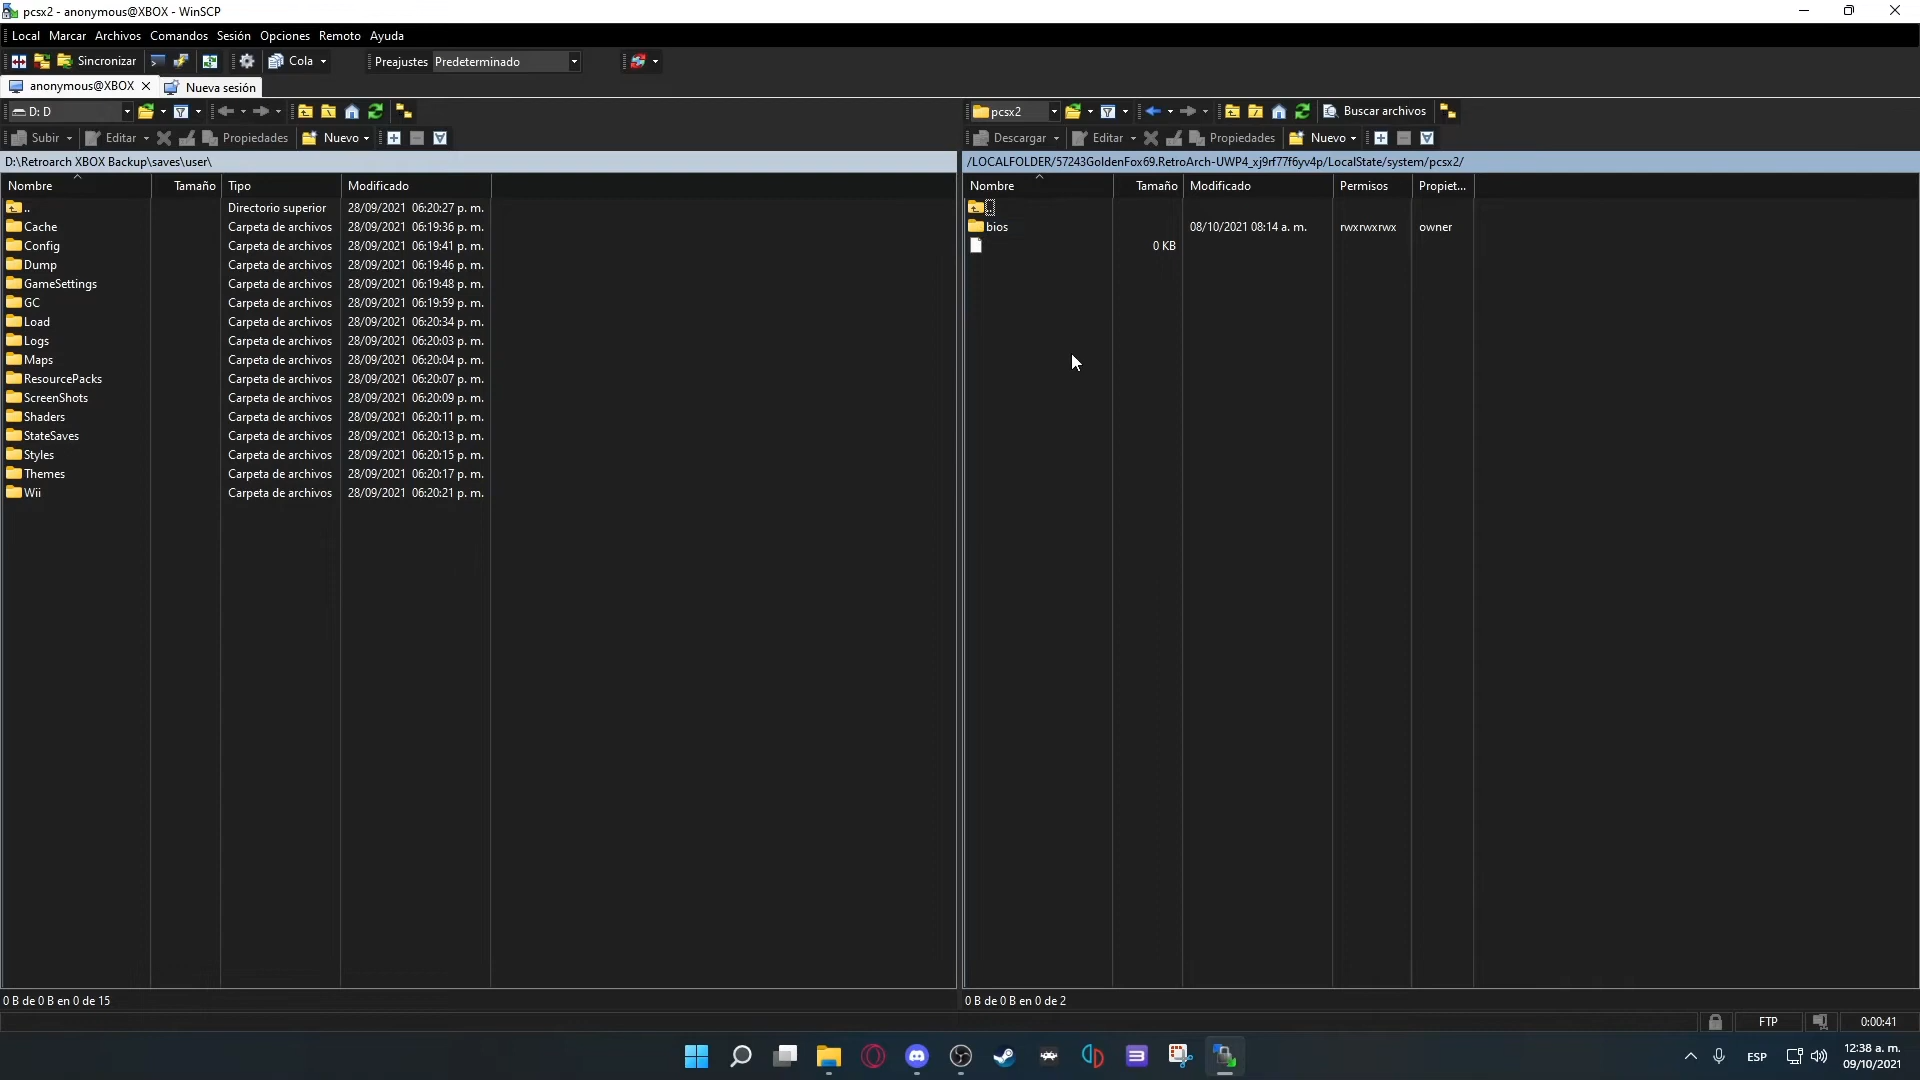 pcsx2 - anonymous@XBOX - WinSCP
Local Marcar Archivos Comandos Sesión Opciones Remoto Ayuda
Sincronizar Cola Preajustes Predeterminado
anonymous@XBOX Nueva sesión
D: D
pcsx2 Buscar archivos
Subir Editar Propiedades Nuevo
Descargar Editar Propiedades Nuevo
D:\Retroarch XBOX Backup\saves\user\
/LOCALFOLDER/57243GoldenFox69.RetroArch-UWP4_xj9rf77f6yv4p/LocalState/system/pcsx2/
Nombre Tamaño Tipo Modificado
.. Directorio superior 28/09/2021 06:20:27 p. m.
Cache Carpeta de archivos 28/09/2021 06:19:36 p. m.
Config Carpeta de archivos 28/09/2021 06:19:41 p. m.
Dump Carpeta de archivos 28/09/2021 06:19:46 p. m.
GameSettings Carpeta de archivos 28/09/2021 06:19:48 p. m.
GC Carpeta de archivos 28/09/2021 06:19:59 p. m.
Load Carpeta de archivos 28/09/2021 06:20:34 p. m.
Logs Carpeta de archivos 28/09/2021 06:20:03 p. m.
Maps Carpeta de archivos 28/09/2021 06:20:04 p. m.
ResourcePacks Carpeta de archivos 28/09/2021 06:20:07 p. m.
ScreenShots Carpeta de archivos 28/09/2021 06:20:09 p. m.
Shaders Carpeta de archivos 28/09/2021 06:20:11 p. m.
StateSaves Carpeta de archivos 28/09/2021 06:20:13 p. m.
Styles Carpeta de archivos 28/09/2021 06:20:15 p. m.
Themes Carpeta de archivos 28/09/2021 06:20:17 p. m.
Wii Carpeta de archivos 28/09/2021 06:20:21 p. m.
Nombre Tamaño Modificado Permisos Propiet...
..
bios 08/10/2021 08:14 a. m. rwxrwxrwx owner
0 KB
0 B de 0 B en 0 de 15
0 B de 0 B en 0 de 2
FTP 0:00:41
ESP 12:38 a. m.
09/10/2021